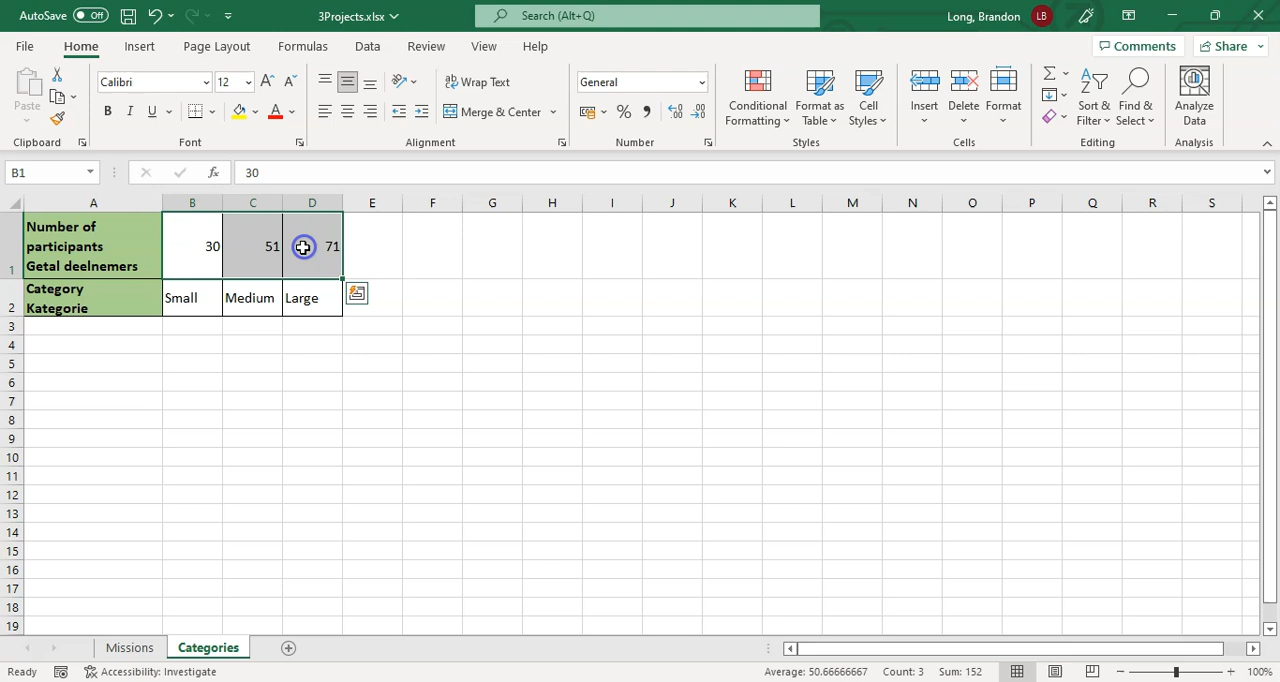 AutoSave Off 3Projects.xlsx Search (Alt+Q) Long, Brandon LB
File Home Insert Page Layout Formulas Data Review View Help Comments Share
Paste Calibri 12 A A ab Wrap Text General Conditional Formatting Format as Table Cell Styles Insert Delete Format Sort & Filter Find & Select Analyze Data
B I U A Merge & Center % 
Clipboard Font Alignment Number Styles Cells Editing Analysis
B1 fx 30
A B C D E F G H I J K L M N O P Q R S
1 Number of participants Getal deelnemers 30 51 71
2 Category Kategorie Small Medium Large
3
4
5
6
7
8
9
10
11
12
13
14
15
16
17
18
19
Missions Categories
Ready Accessibility: Investigate Average: 50.66666667 Count: 3 Sum: 152 100%